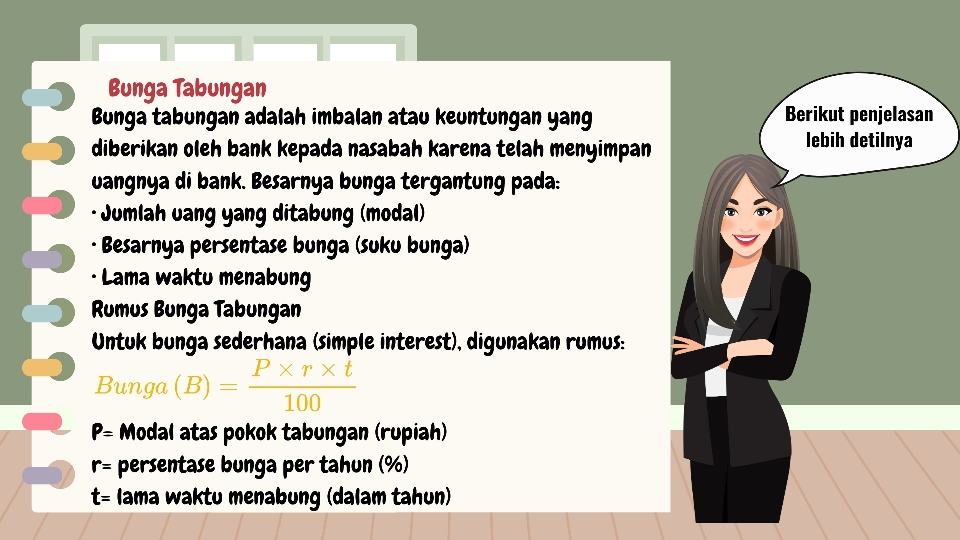 Bunga Tabungan
Bunga tabungan adalah imbalan atau keuntungan yang
diberikan oleh bank kepada nasabah karena telah menyimpan
uangnya di bank. Besarnya bunga tergantung pada:
• Jumlah uang yang ditabung (modal)
• Besarnya persentase bunga (suku bunga)
• Lama waktu menabung
Rumus Bunga Tabungan
Untuk bunga sederhana (simple interest), digunakan rumus:
Bunga (B) = P × r × t / 100
P= Modal atas pokok tabungan (rupiah)
r= persentase bunga per tahun (%)
t= lama waktu menabung (dalam tahun)
Berikut penjelasan
lebih detilnya